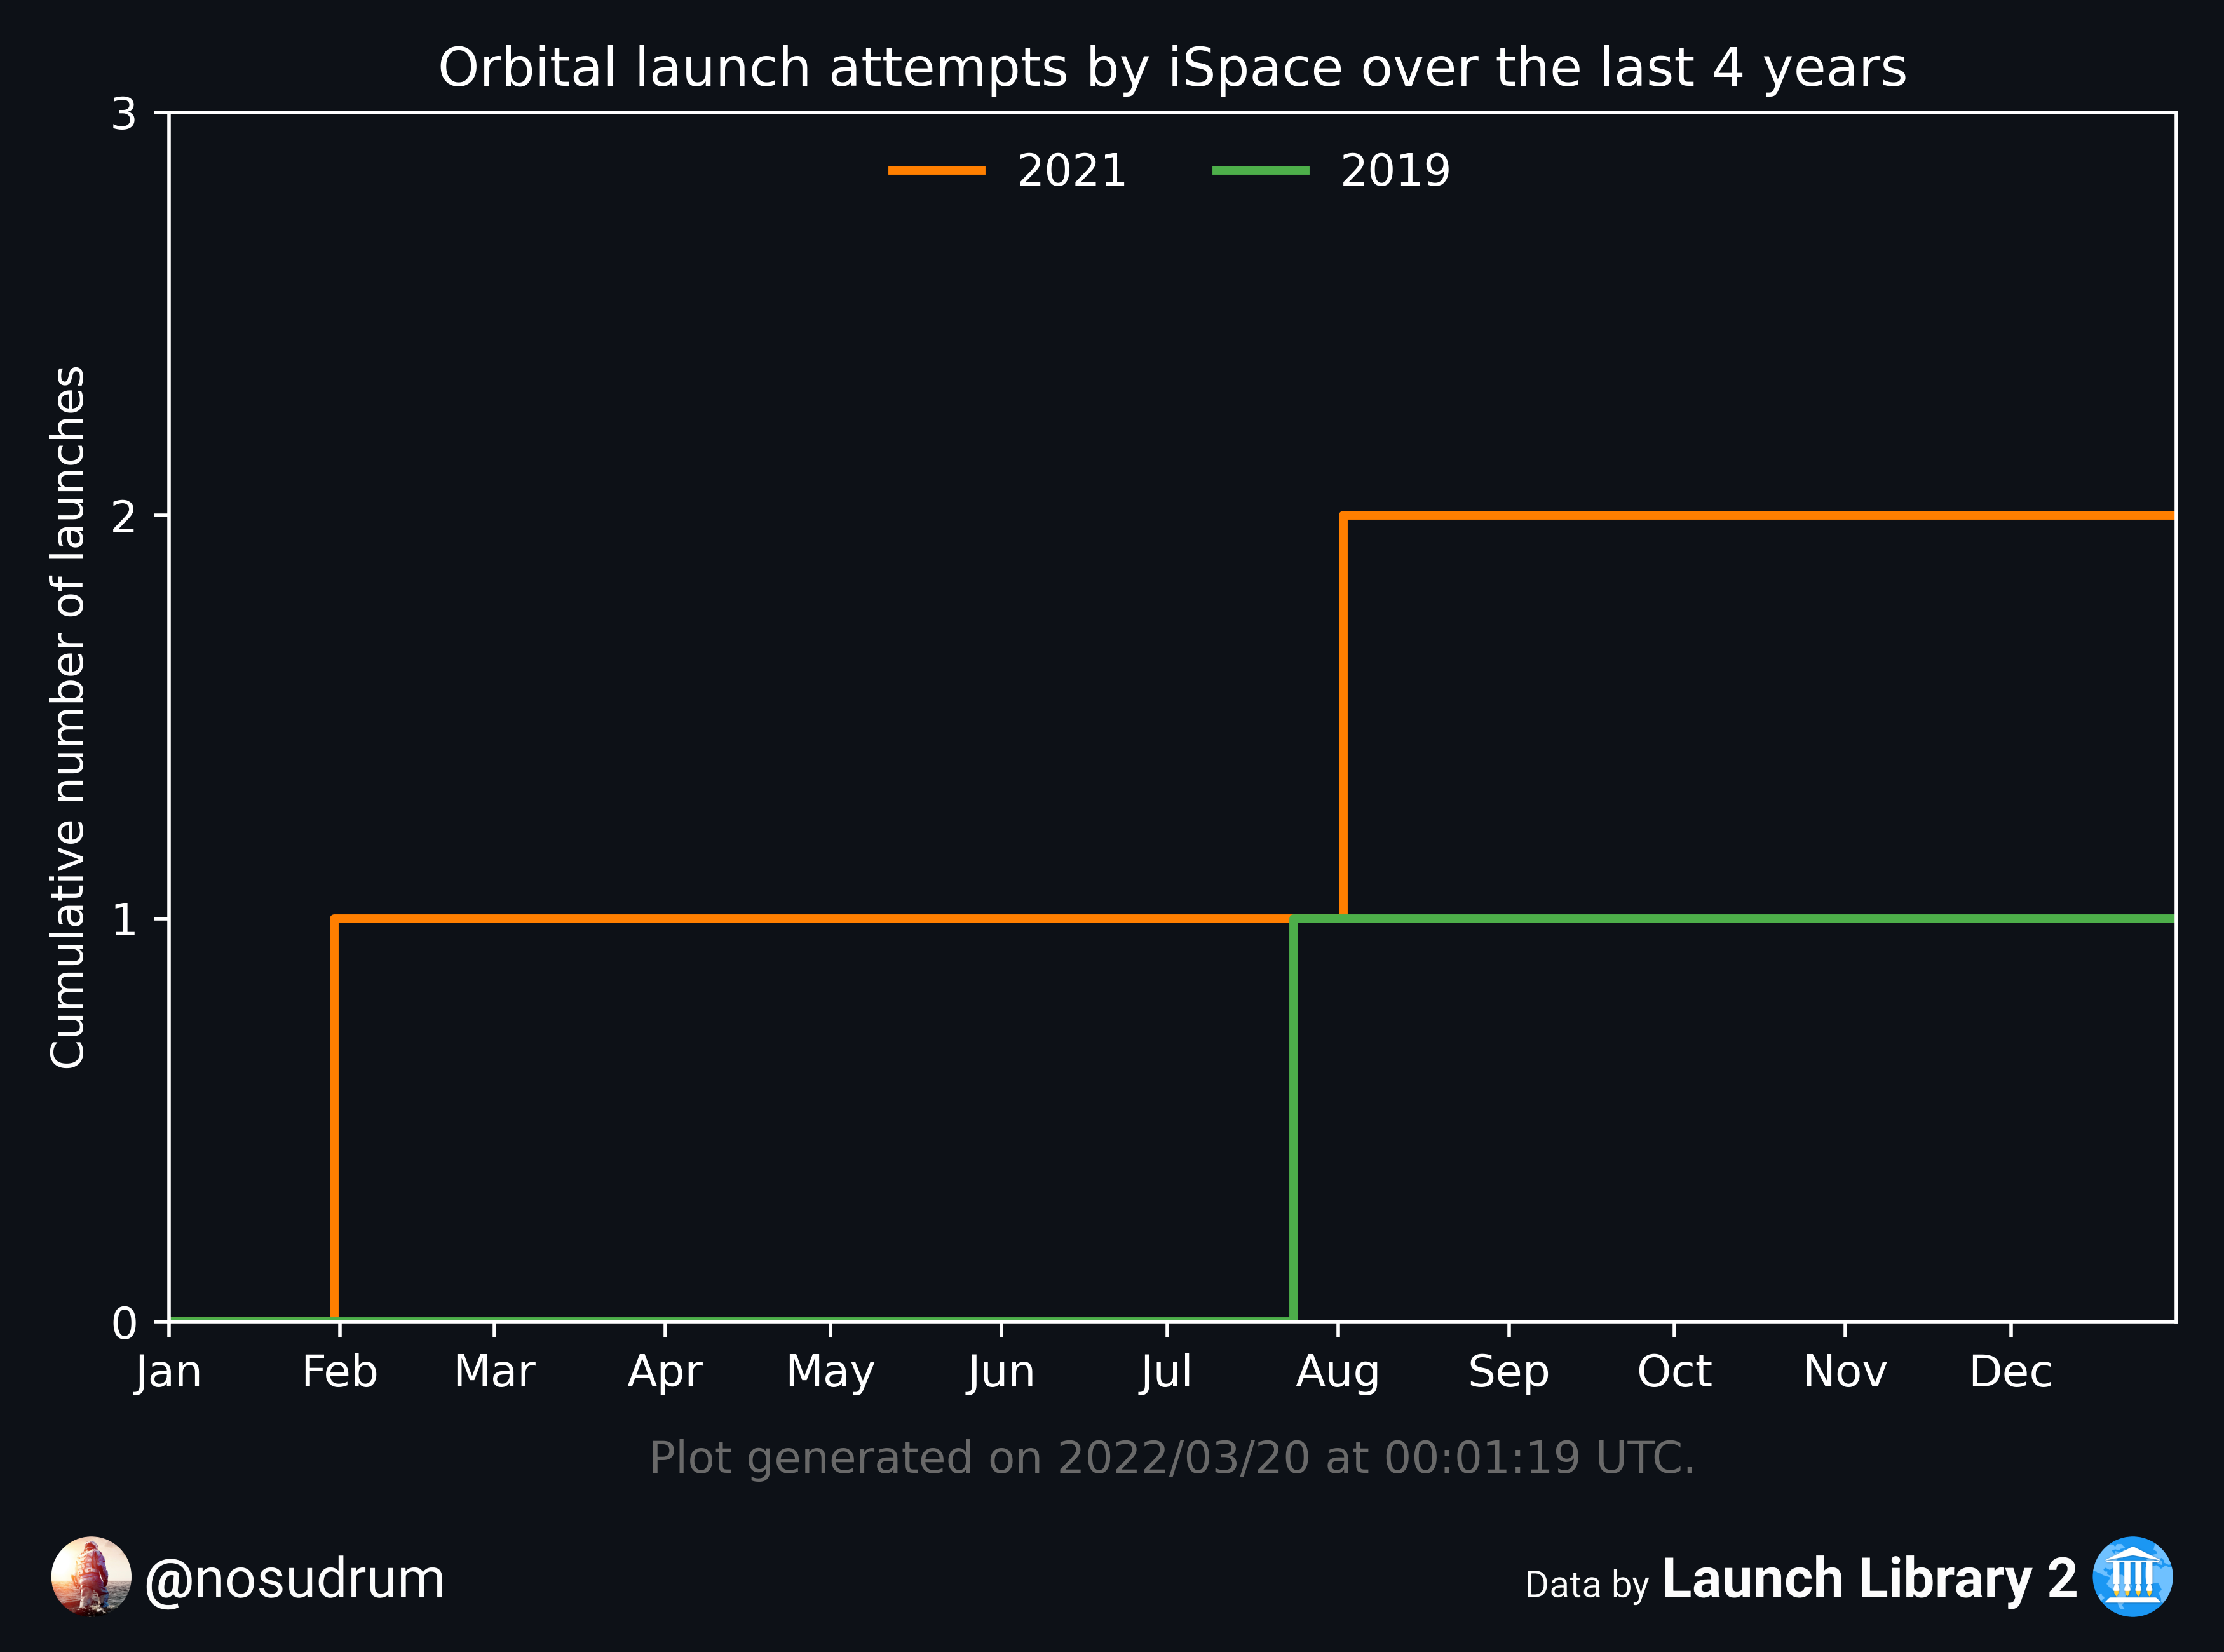 Orbital launch attempts by iSpace over the last 4 years
2021 2019
Cumulative number of launches
3
2
1
0
Jan Feb Mar Apr May Jun Jul Aug Sep Oct Nov Dec
Plot generated on 2022/03/20 at 00:01:19 UTC.
@nosudrum
Data by Launch Library 2